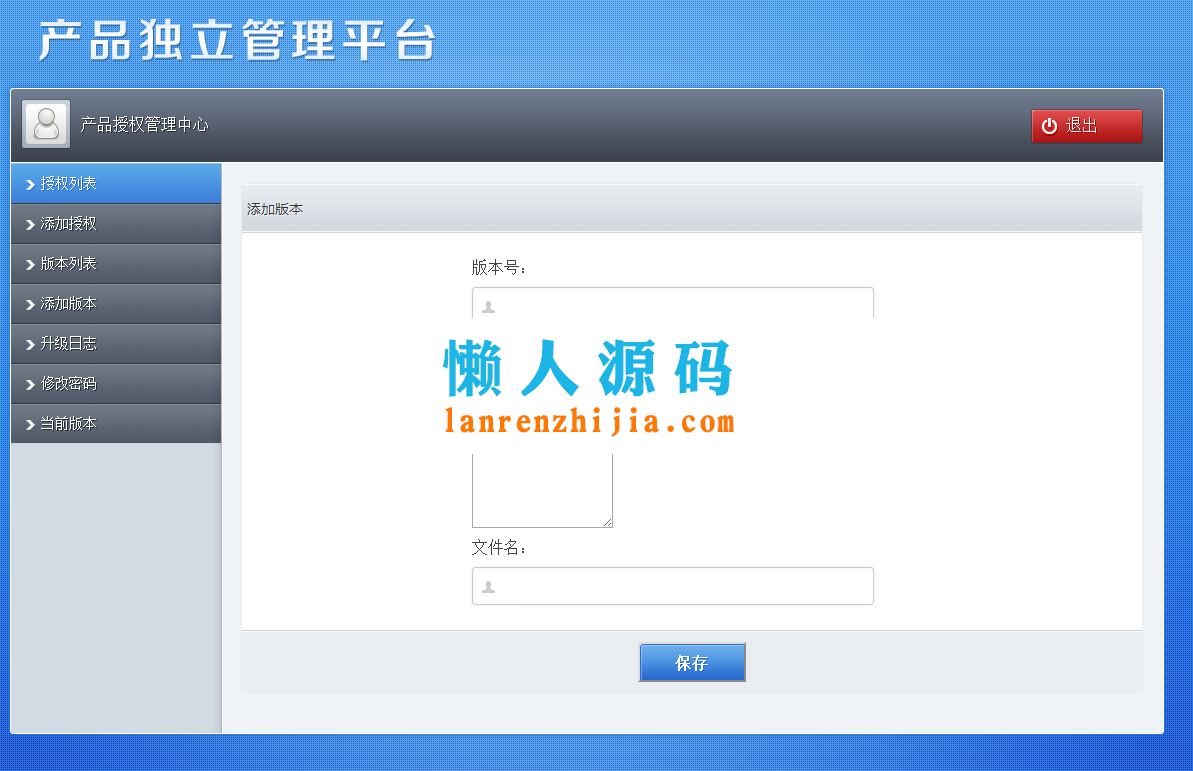 产品独立管理平台
产品授权管理中心
退出
授权列表
添加授权
版本列表
添加版本
升级日志
修改密码
当前版本
添加版本
版本号：
懒人源码
lanrenzhijia.com
文件名：
保存